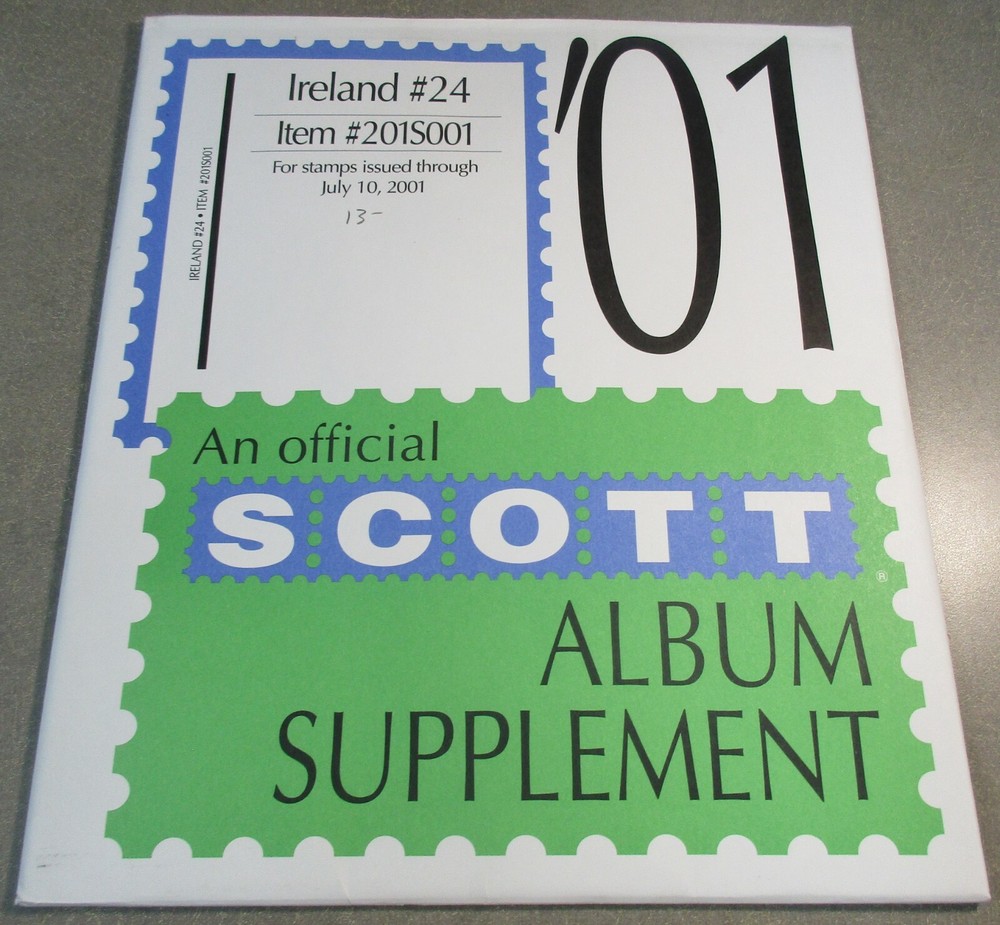 Ireland #24
Item #201S001
For stamps issued through
July 10, 2001
13-
IRELAND #24 • ITEM #201S001
'01
An official
SCOTT
®
ALBUM
SUPPLEMENT